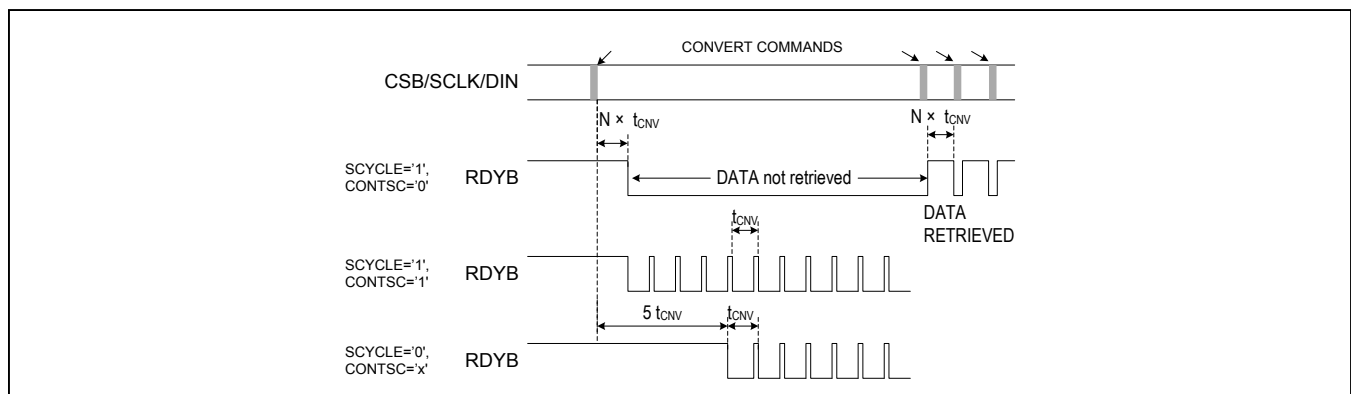 CONVERT COMMANDS
CSB/SCLK/DIN
N × tCNV
N × tCNV
SCYCLE='1',
CONTSC='0'
RDYB
DATA not retrieved
DATA
RETRIEVED
tCNV
SCYCLE='1',
CONTSC='1'
RDYB
5 tCNV
tCNV
SCYCLE='0',
CONTSC='x'
RDYB